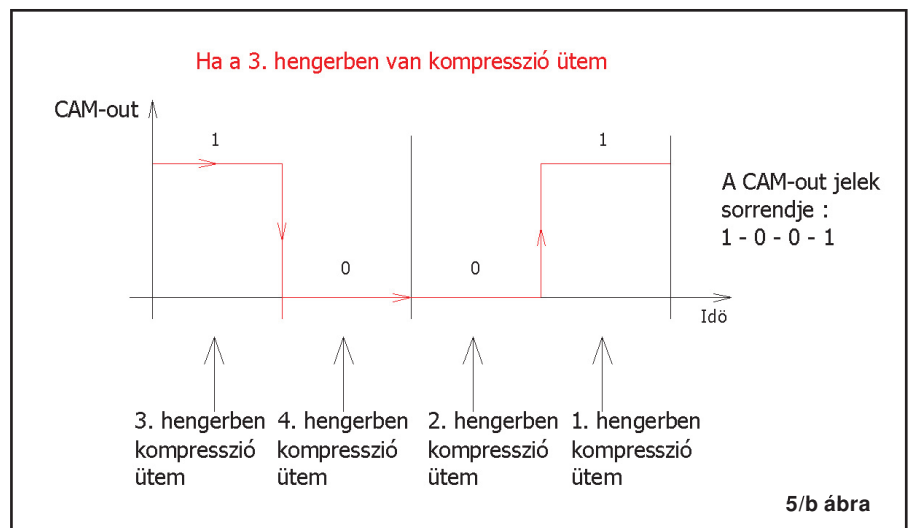 Ha a 3. hengerben van kompresszió ütem
CAM-out
1
1
A CAM-out jelek
sorrendje :
1 - 0 - 0 - 1
0
0
Idö
3. hengerben
kompresszió
ütem
4. hengerben
kompresszió
ütem
2. hengerben
kompresszió
ütem
1. hengerben
kompresszió
ütem
5/b ábra